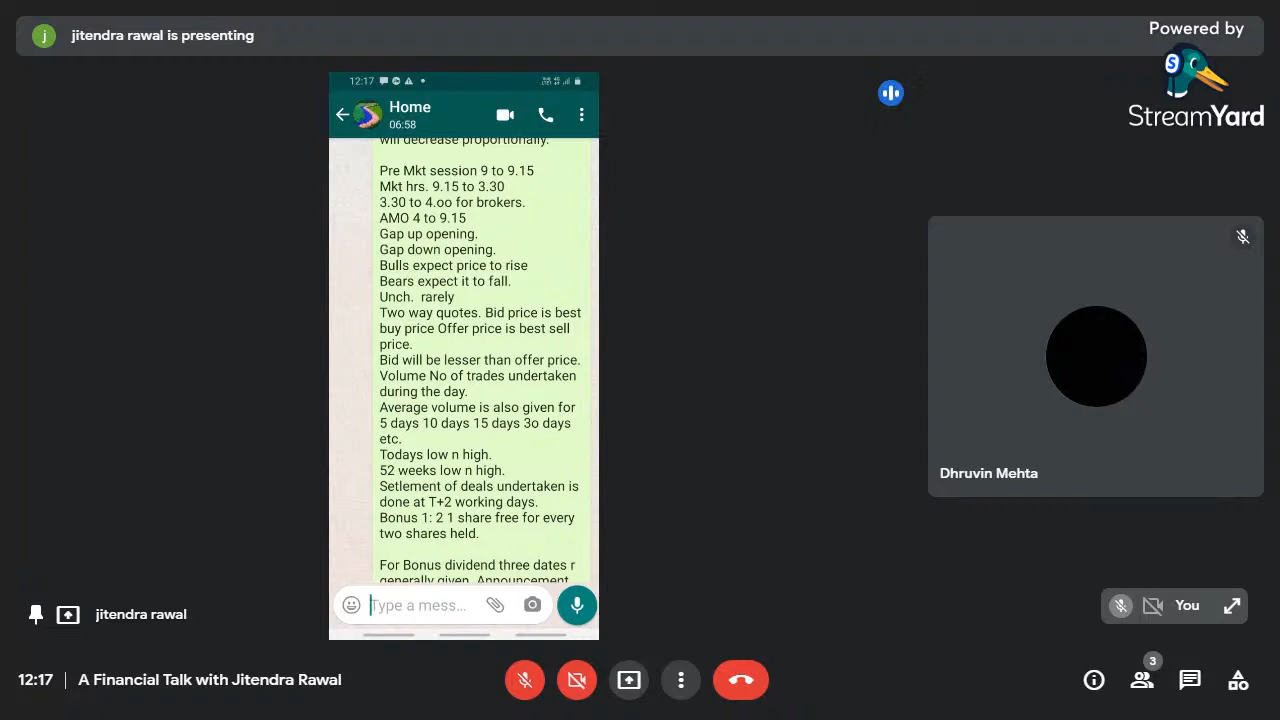 j
jitendra rawal is presenting
Powered by
S
StreamYard
12:17
Home
06:58
will decrease proportionally.
Pre Mkt session 9 to 9.15
Mkt hrs. 9.15 to 3.30
3.30 to 4.oo for brokers.
AMO 4 to 9.15
Gap up opening.
Gap down opening.
Bulls expect price to rise
Bears expect it to fall.
Unch.  rarely
Two way quotes. Bid price is best
buy price Offer price is best sell
price.
Bid will be lesser than offer price.
Volume No of trades undertaken
during the day.
Average volume is also given for
5 days 10 days 15 days 3o days
etc.
Todays low n high.
52 weeks low n high.
Setlement of deals undertaken is
done at T+2 working days.
Bonus 1: 2 1 share free for every
two shares held.
For Bonus dividend three dates r
generally given. Announcement
Type a mess...
Dhruvin Mehta
jitendra rawal
You
12:17 | A Financial Talk with Jitendra Rawal
3